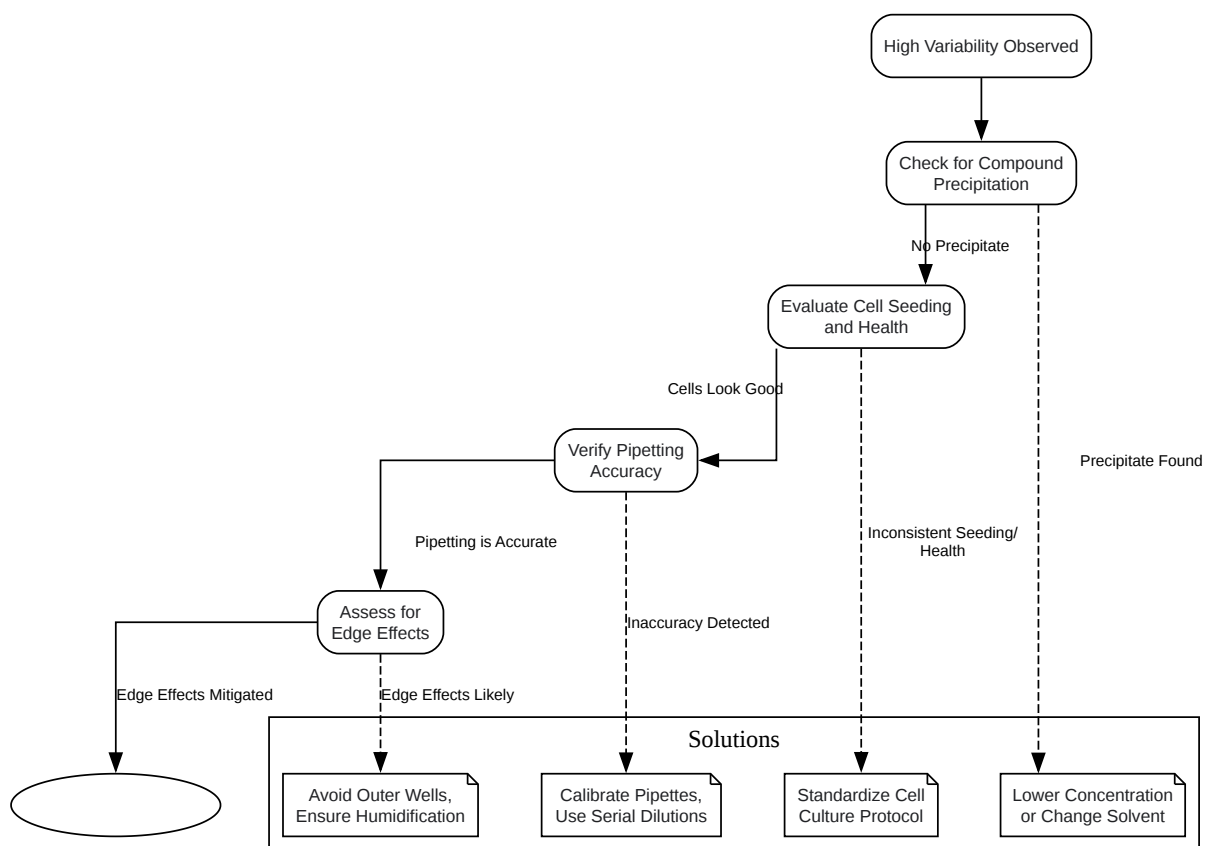 High Variability Observed
Check for Compound
Precipitation
No Precipitate
Evaluate Cell Seeding
and Health
Cells Look Good
Verify Pipetting
Accuracy
Precipitate Found
Pipetting is Accurate
Inconsistent Seeding/
Health
Assess for
Edge Effects
Inaccuracy Detected
Edge Effects Mitigated
Edge Effects Likely
Solutions
Avoid Outer Wells,
Ensure Humidification
Calibrate Pipettes,
Use Serial Dilutions
Standardize Cell
Culture Protocol
Lower Concentration
or Change Solvent